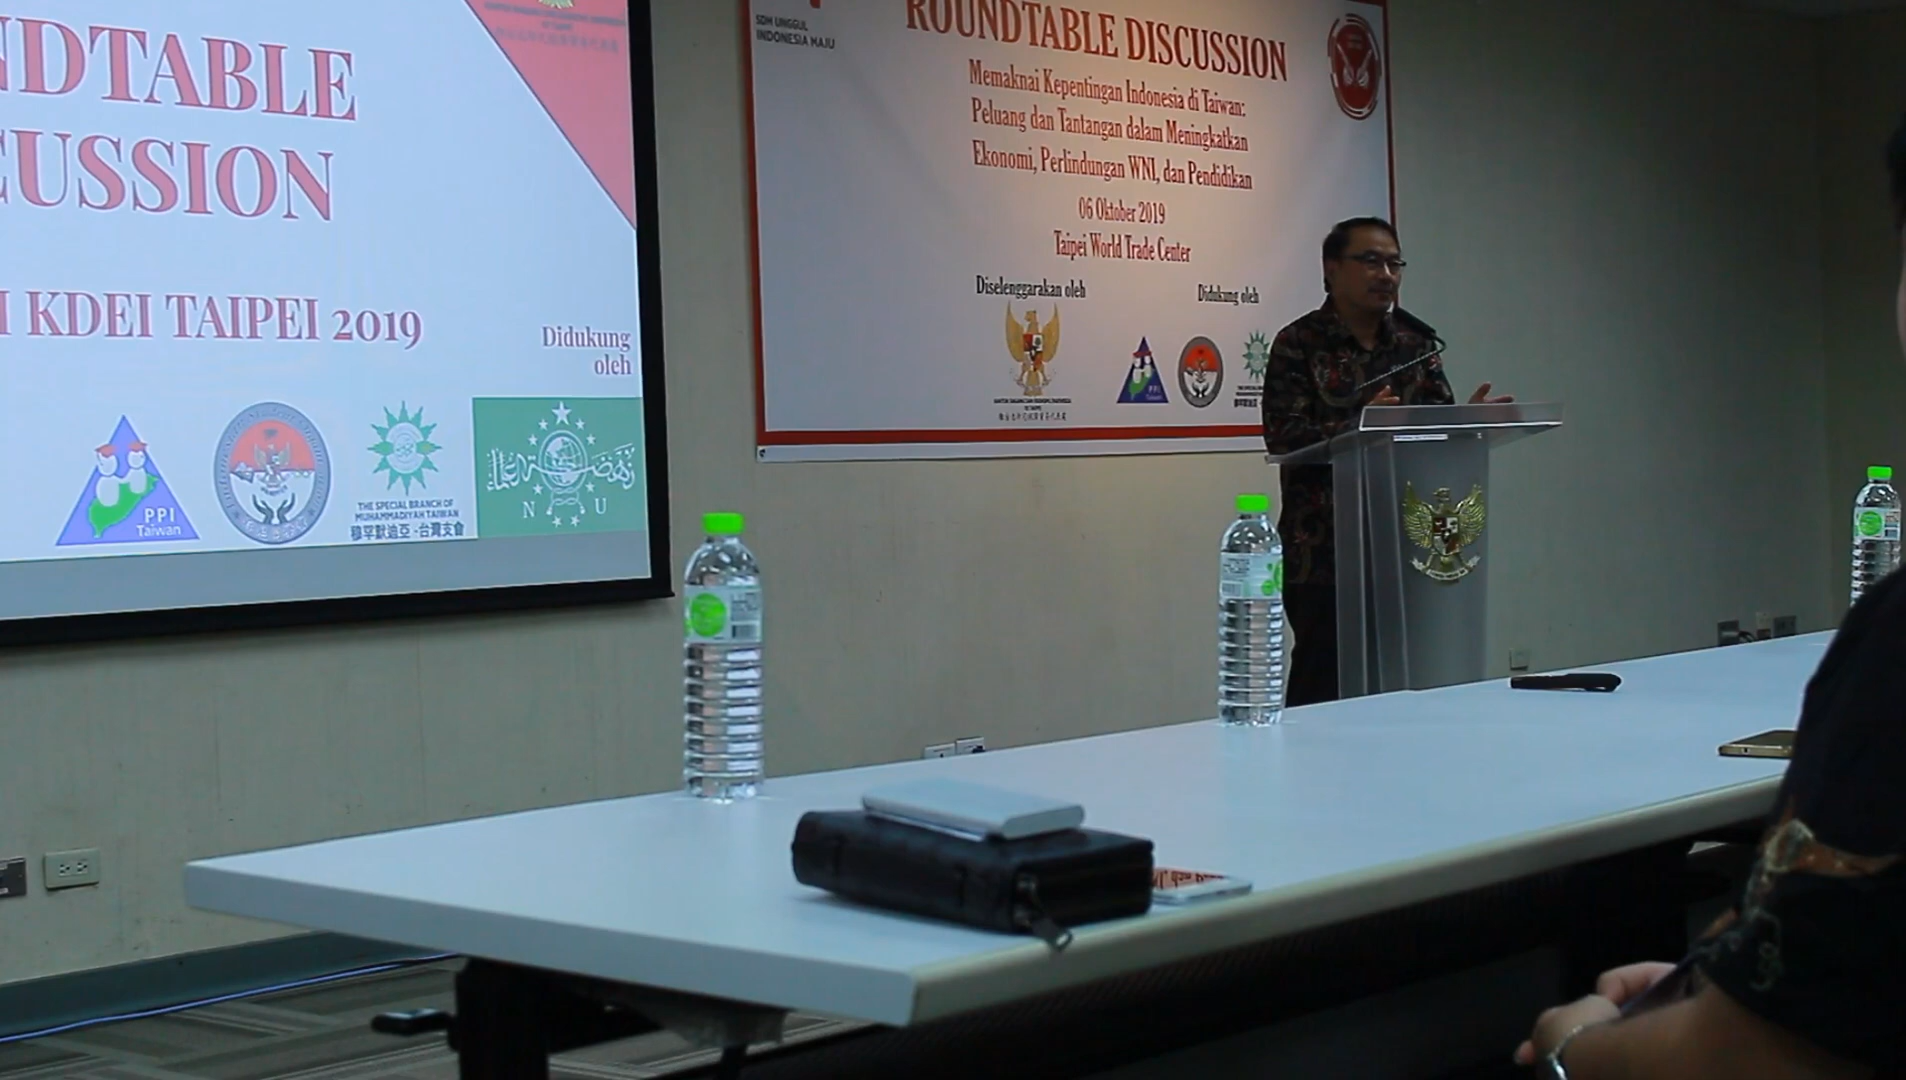 NDTABLE
CUSSION
I KDEI TAIPEI 2019
Didukung
oleh
PPI
Taiwan
THE SPECIAL BRANCH OF
MUHAMMADIYAH TAIWAN
穆罕默迪亞 - 台灣支會
N U
SDM UNGGUL
INDONESIA MAJU
ROUNDTABLE DISCUSSION
Memaknai Kepentingan Indonesia di Taiwan:
Peluang dan Tantangan dalam Meningkatkan
Ekonomi, Perlindungan WNI, dan Pendidikan
06 Oktober 2019
Taipei World Trade Center
Diselenggarakan oleh
Didukung oleh
PPI